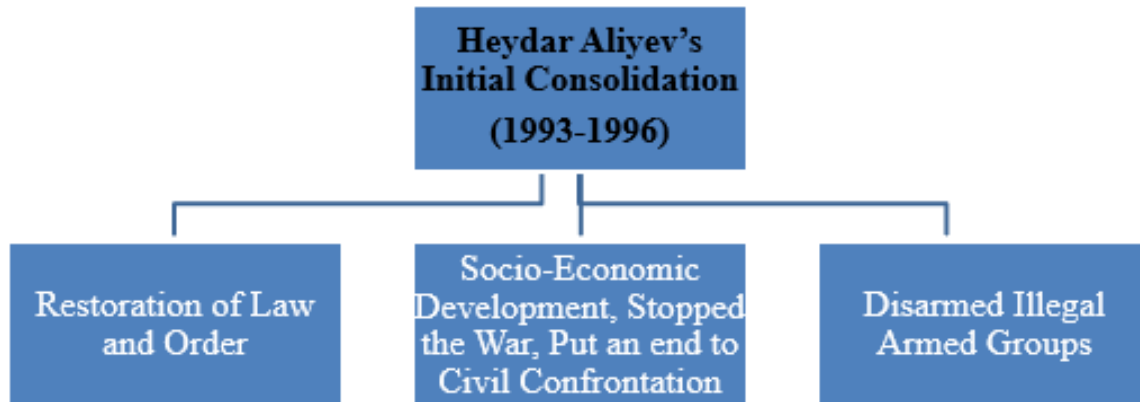 Heydar Aliyev’s
Initial Consolidation
(1993-1996)
Restoration of Law
and Order
Socio-Economic
Development, Stopped
the War, Put an end to
Civil Confrontation
Disarmed Illegal
Armed Groups